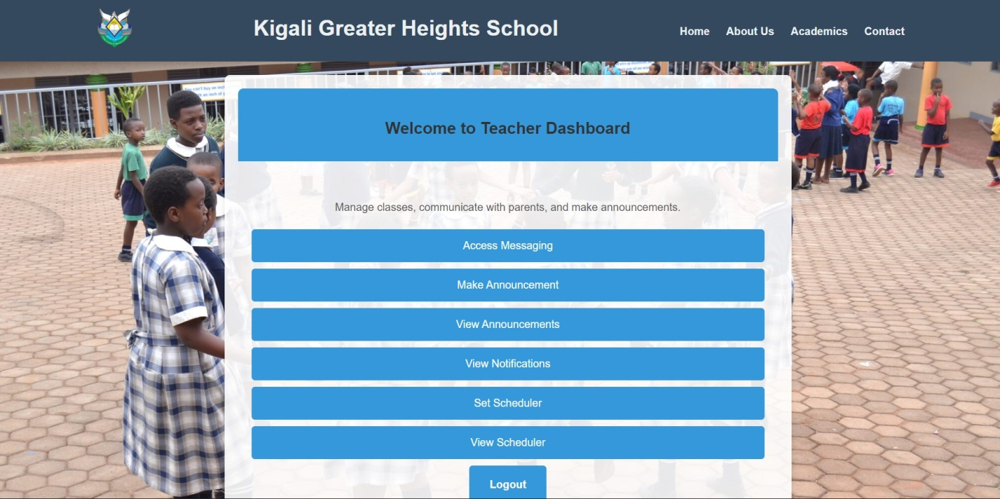 Kigali Greater Heights School
Home
About Us
Academics
Contact
Welcome to Teacher Dashboard
Manage classes, communicate with parents, and make announcements.
Access Messaging
Make Announcement
View Announcements
View Notifications
Set Scheduler
View Scheduler
Logout